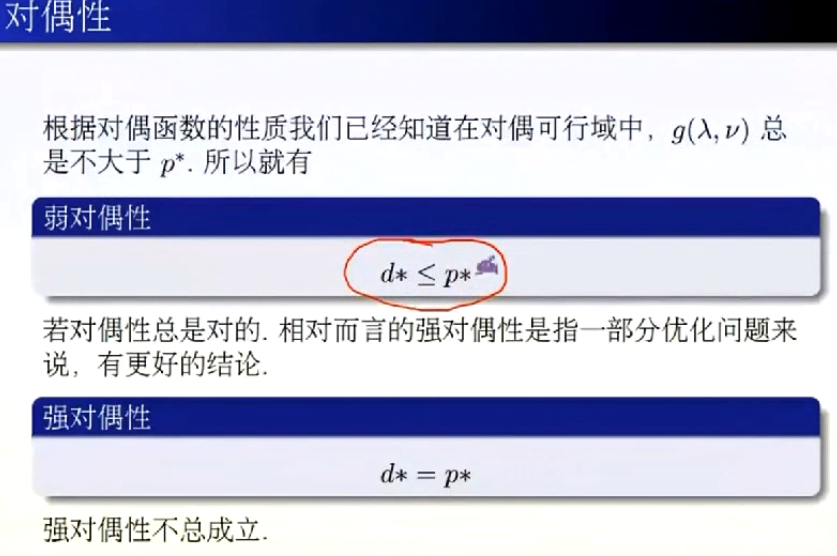 对偶性
根据对偶函数的性质我们已经知道在对偶可行域中，g(λ, ν) 总
是不大于 p*. 所以就有
弱对偶性
d* ≤ p*
若对偶性总是对的. 相对而言的强对偶性是指一部分优化问题来
说，有更好的结论.
强对偶性
d* = p*
强对偶性不总成立.